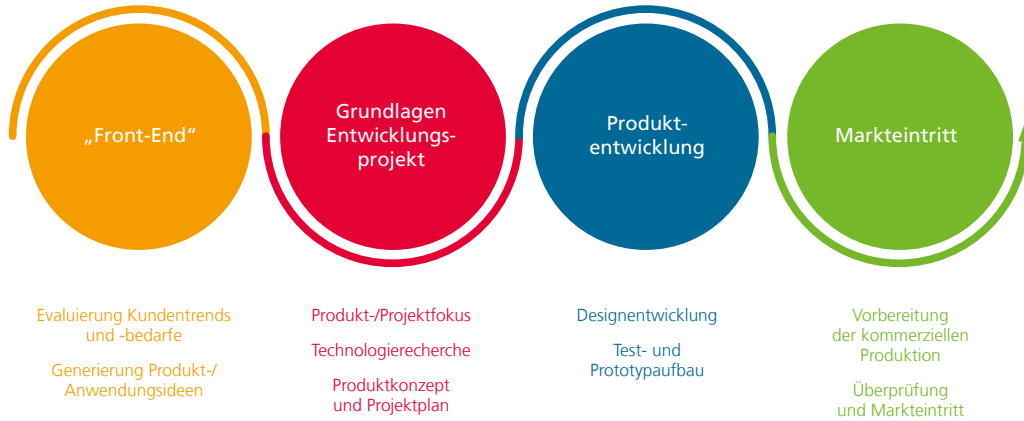 „Front-End“
Grundlagen
Entwicklungs-
projekt
Produkt-
entwicklung
Markteintritt
Evaluierung Kundentrends
und -bedarfe
Generierung Produkt-/
Anwendungsideen
Produkt-/Projektfokus
Technologierecherche
Produktkonzept
und Projektplan
Designentwicklung
Test- und
Prototypaufbau
Vorbereitung
der kommerziellen
Produktion
Überprüfung
und Markteintritt